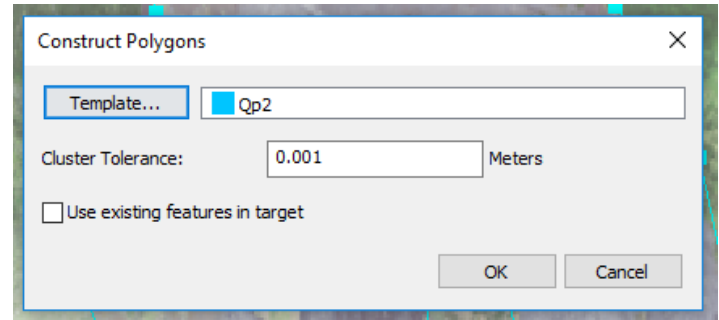 Construct Polygons
Template... Qp2
Cluster Tolerance: 0.001 Meters
Use existing features in target
OK Cancel